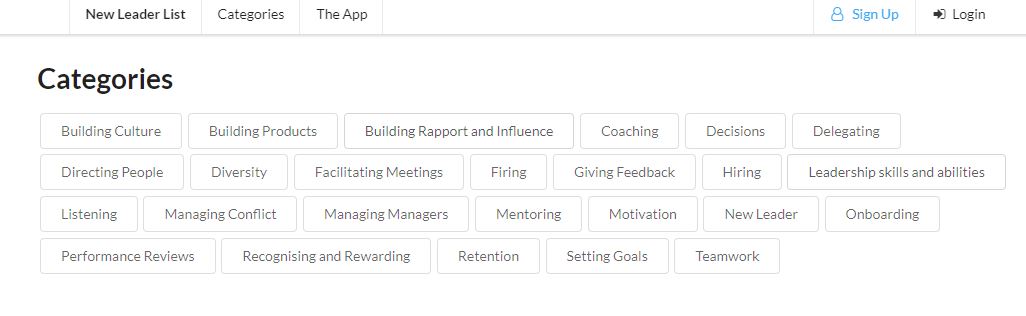 New Leader List Categories The App Sign Up Login
Categories
Building Culture Building Products Building Rapport and Influence Coaching Decisions Delegating
Directing People Diversity Facilitating Meetings Firing Giving Feedback Hiring Leadership skills and abilities
Listening Managing Conflict Managing Managers Mentoring Motivation New Leader Onboarding
Performance Reviews Recognising and Rewarding Retention Setting Goals Teamwork